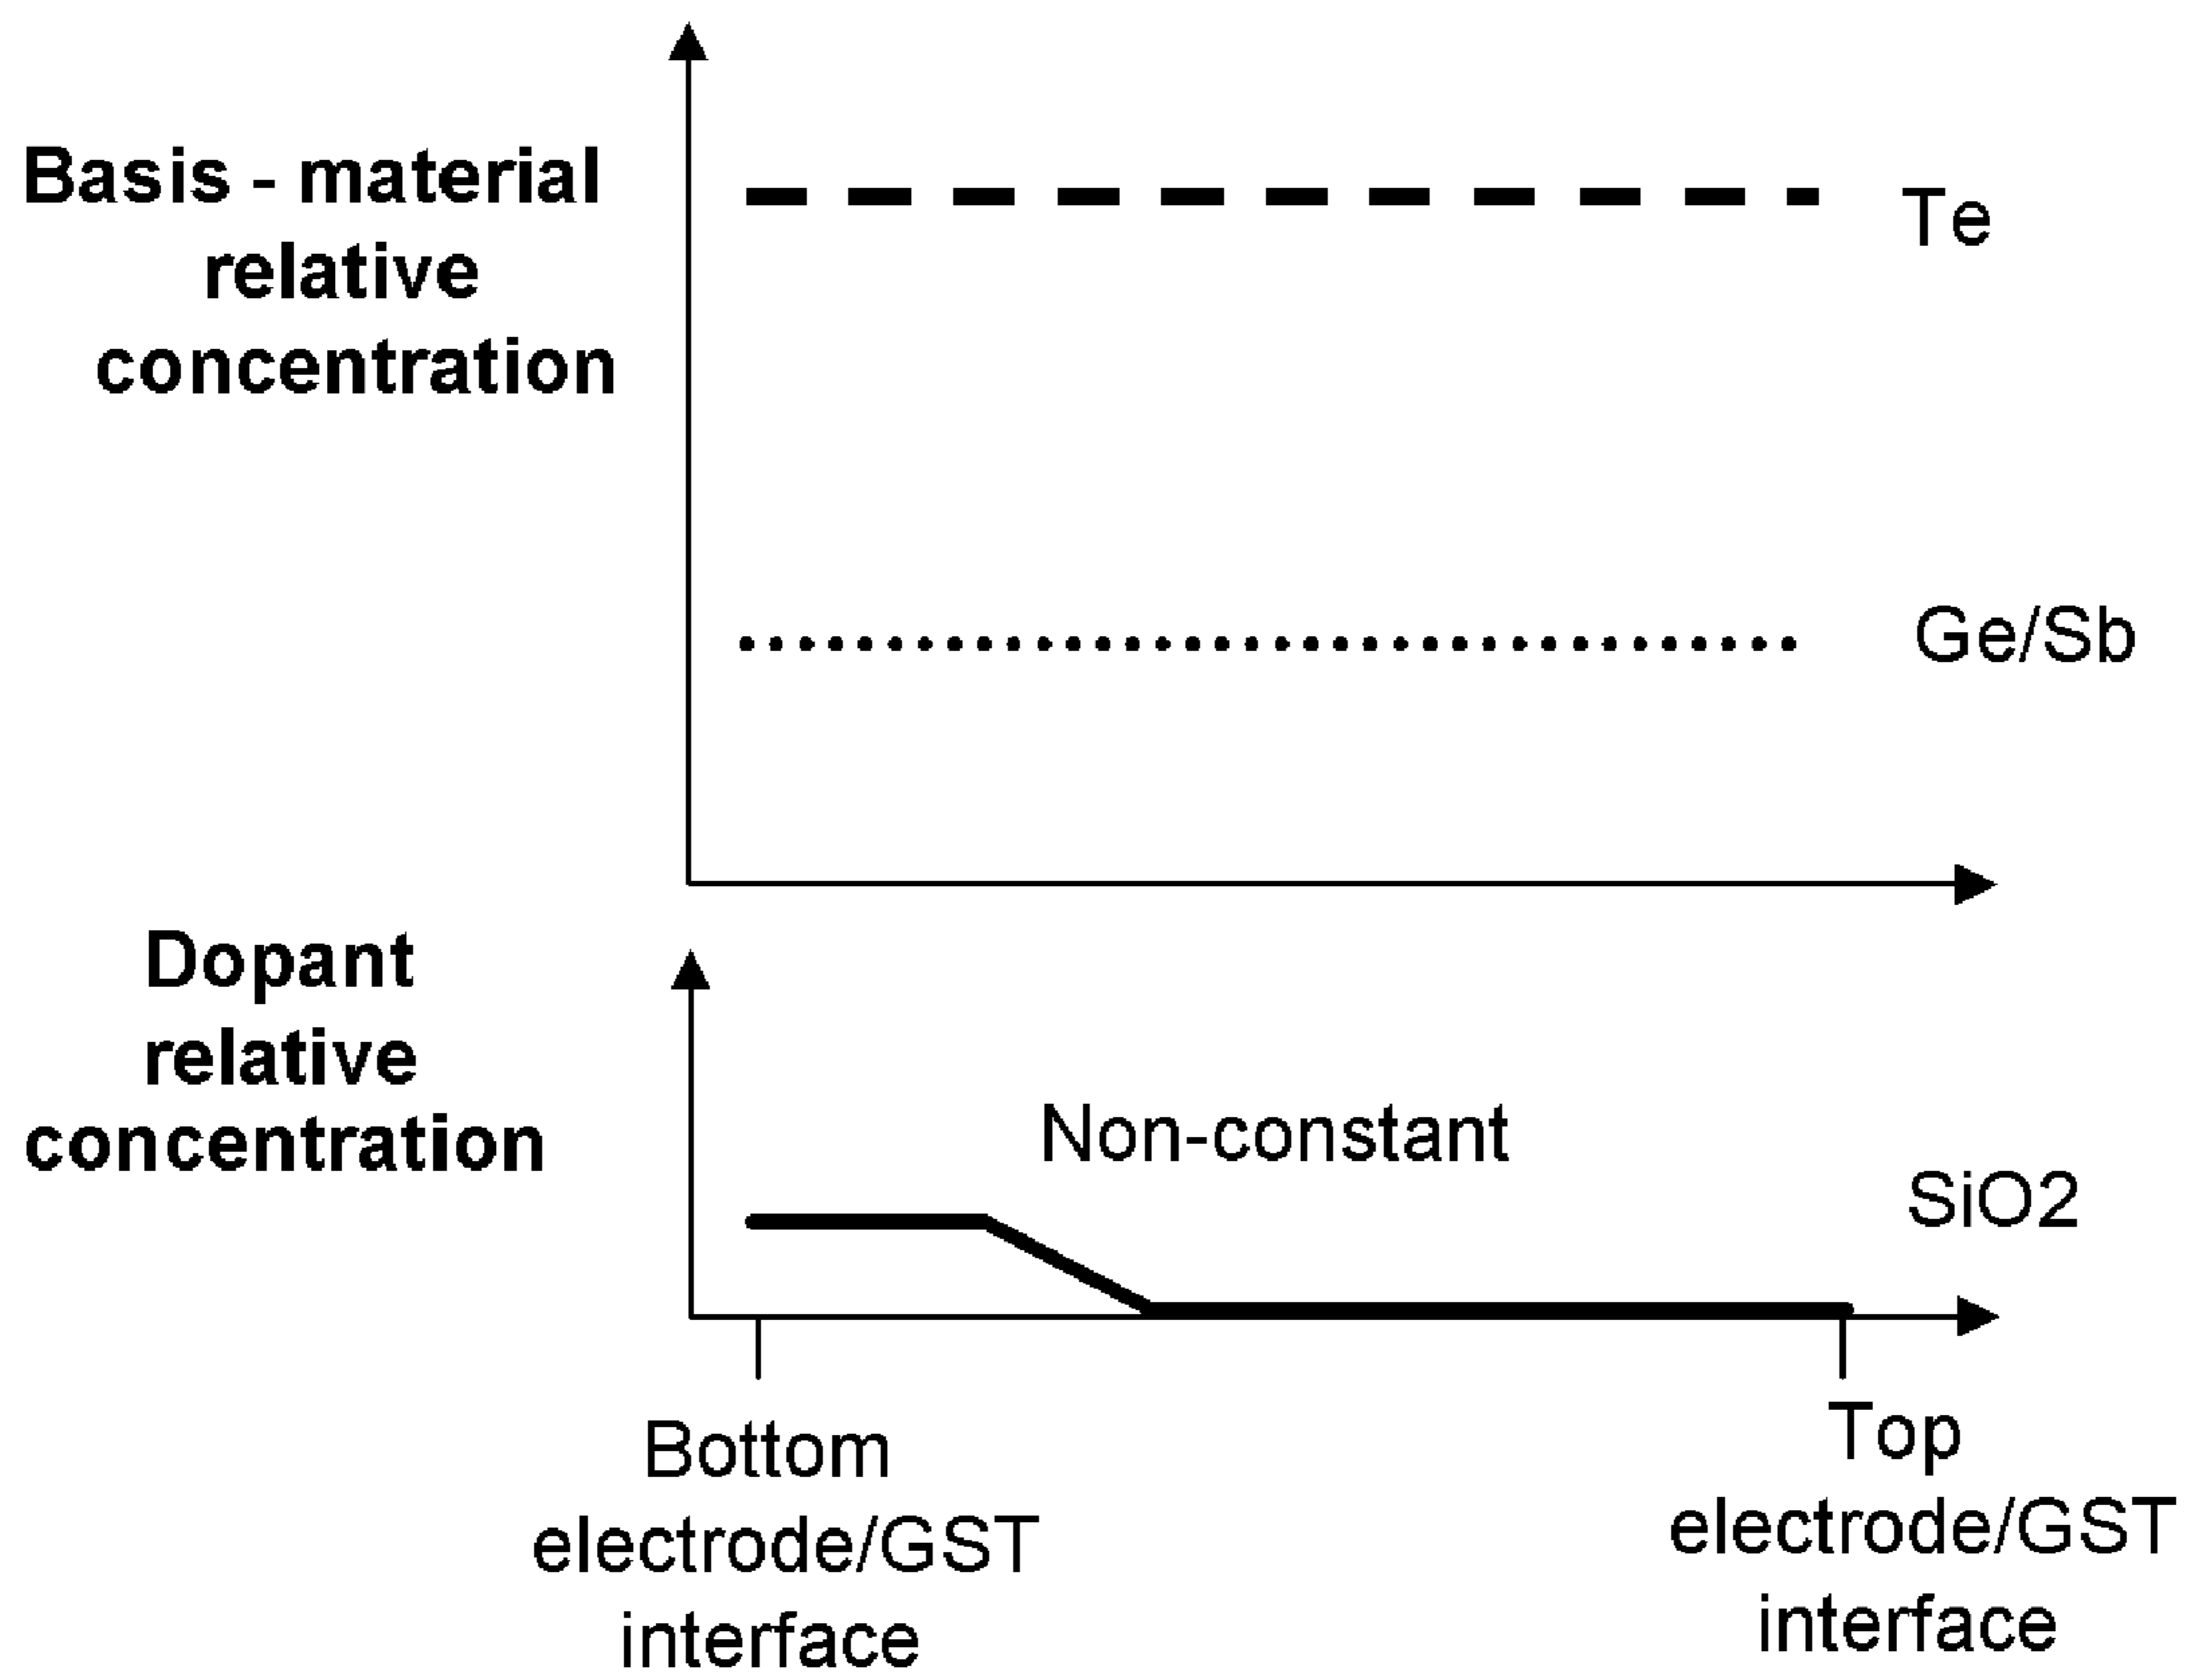 Basis - material
relative
concentration
Te
Ge/Sb
Dopant
relative
concentration
Non-constant
SiO2
Bottom
electrode/GST
interface
Top
electrode/GST
interface